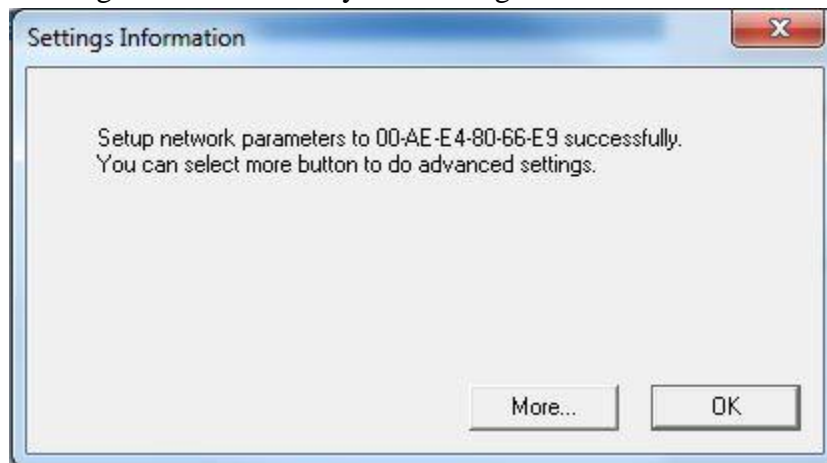 Settings Information
Setup network parameters to 00-AE-E4-80-66-E9 successfully.
You can select more button to do advanced settings.
More...
OK